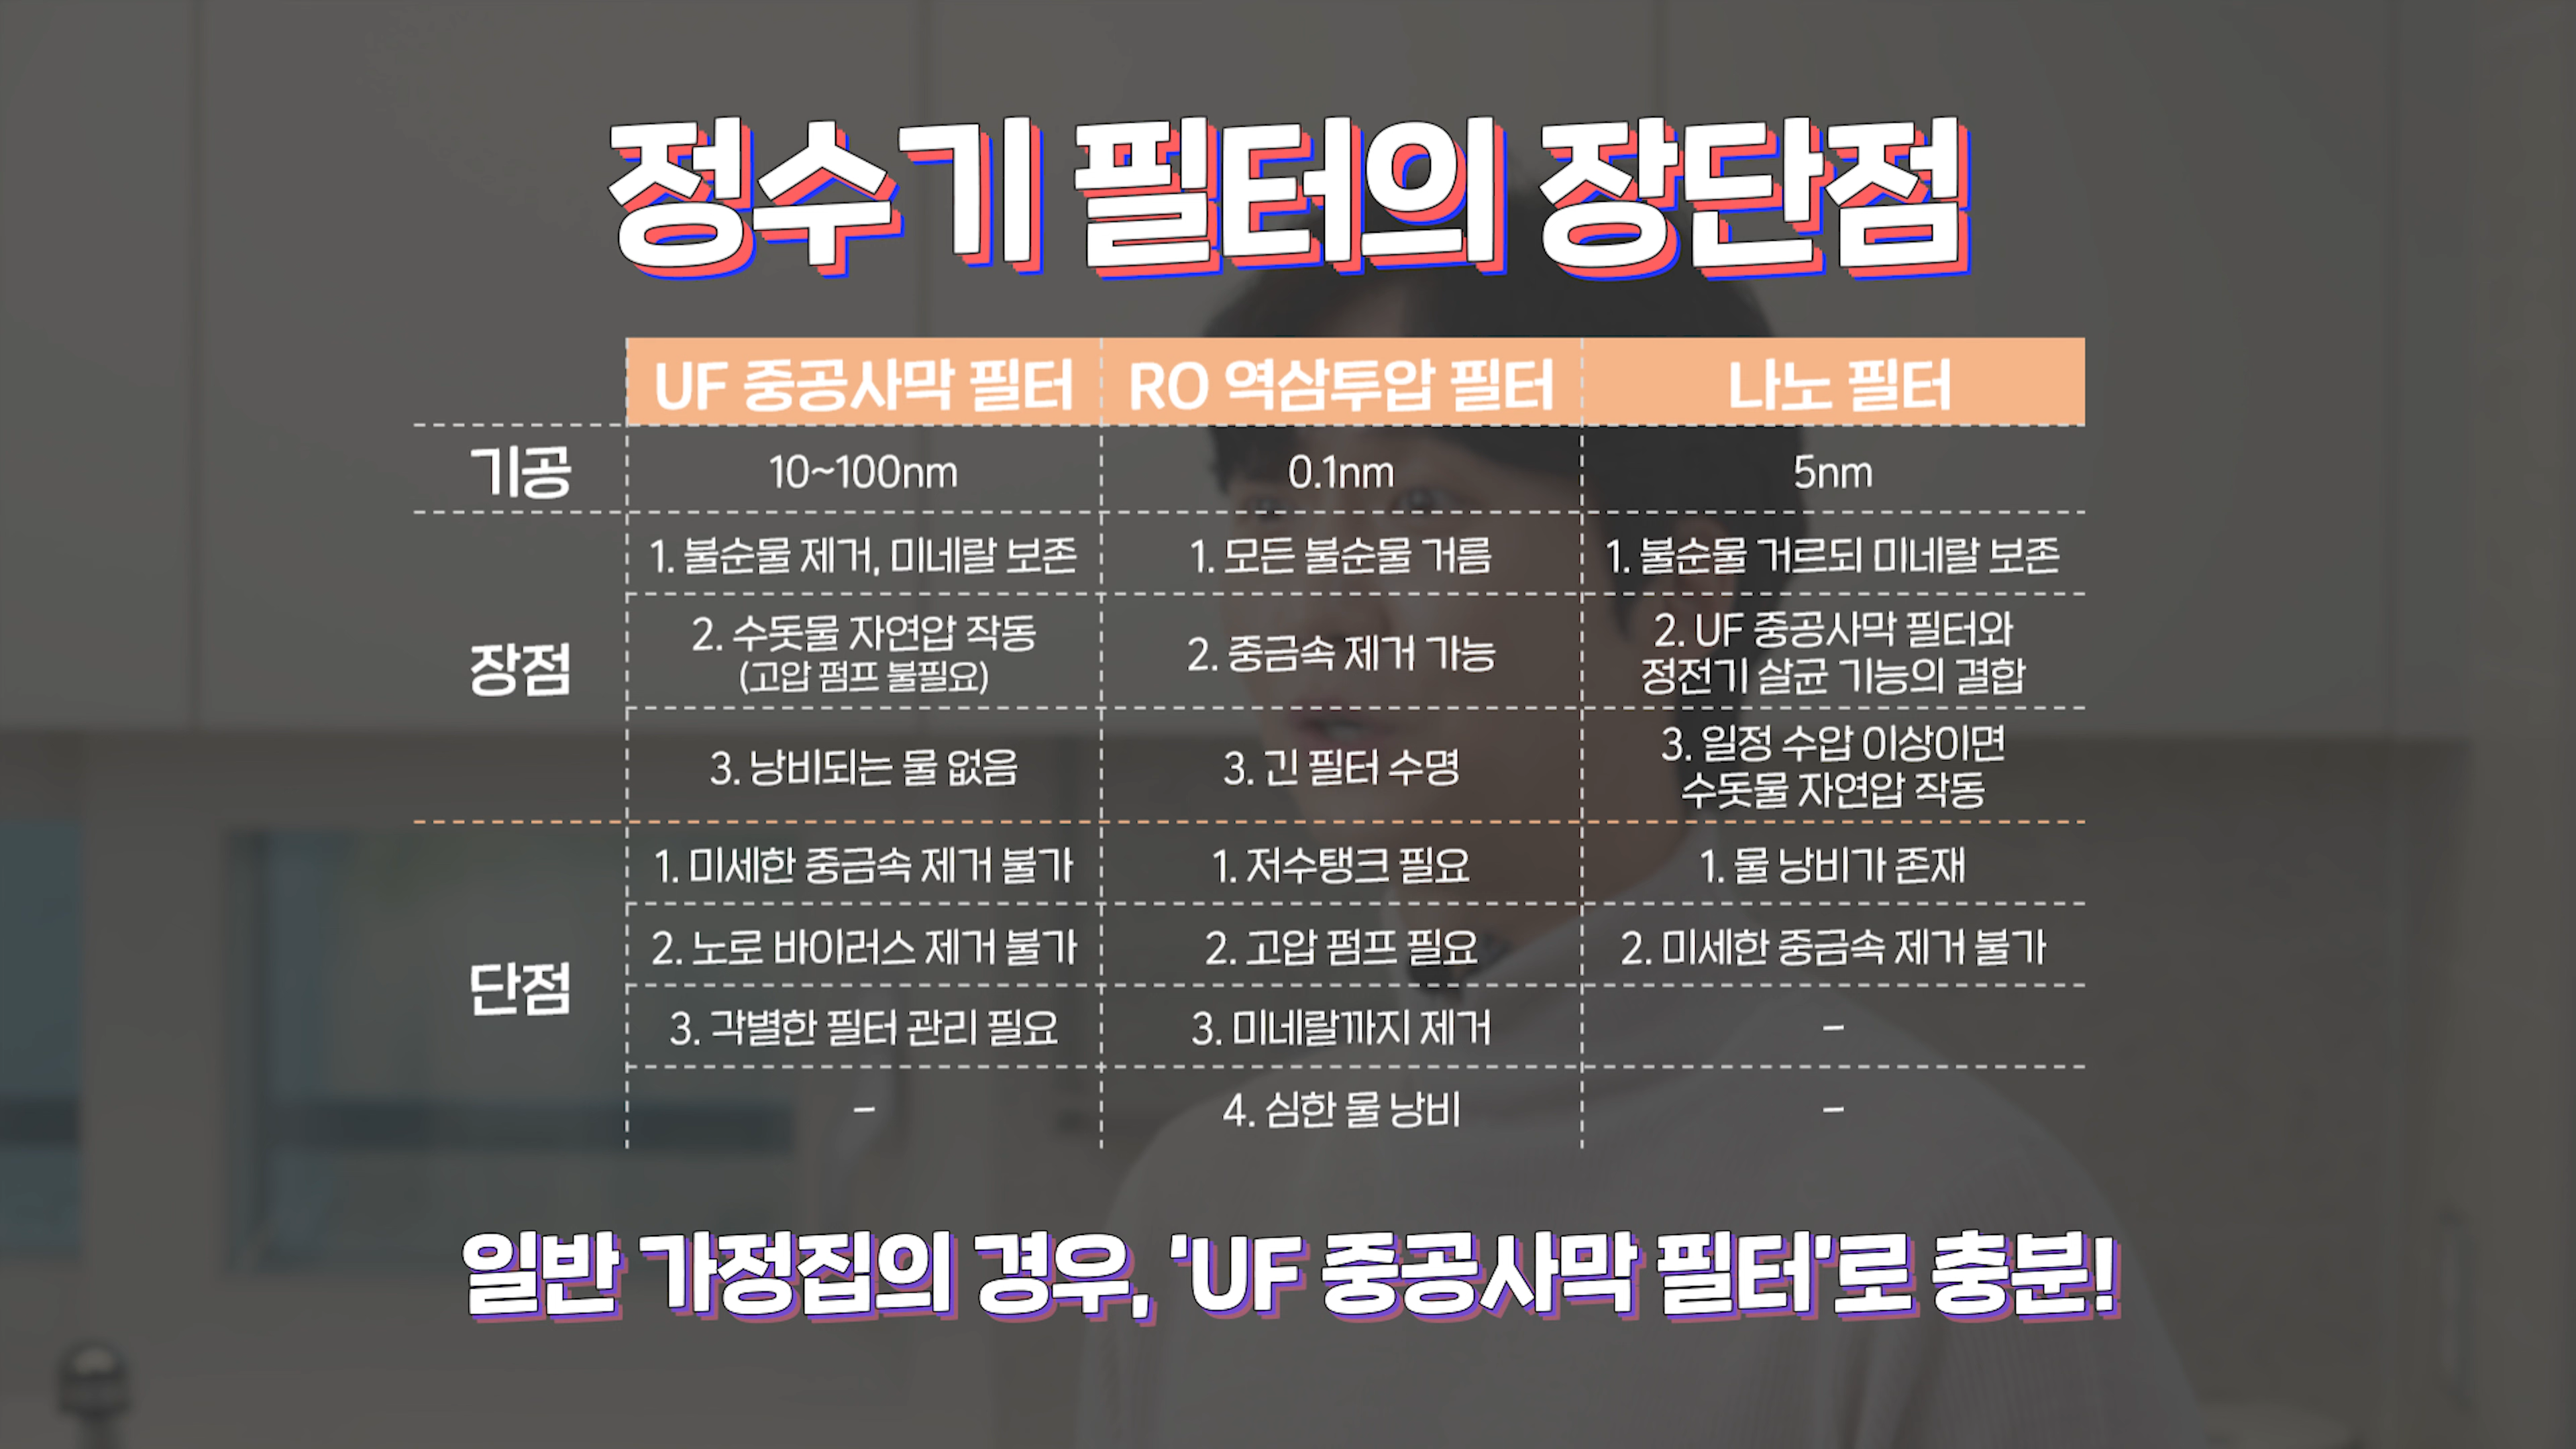 정수기 필터의 장단점
UF 중공사막 필터 RO 역삼투압 필터 나노 필터
기공 10~100nm 0.1nm 5nm
장점
1. 불순물 제거, 미네랄 보존 1. 모든 불순물 거름 1. 불순물 거르되 미네랄 보존
2. 수돗물 자연압 작동
(고압 펌프 불필요)
2. 중금속 제거 가능
2. UF 중공사막 필터와
정전기 살균 기능의 결합
3. 낭비되는 물 없음 3. 긴 필터 수명
3. 일정 수압 이상이면
수돗물 자연압 작동
단점
1. 미세한 중금속 제거 불가 1. 저수탱크 필요 1. 물 낭비가 존재
2. 노로 바이러스 제거 불가 2. 고압 펌프 필요 2. 미세한 중금속 제거 불가
3. 각별한 필터 관리 필요 3. 미네랄까지 제거 -
- 4. 심한 물 낭비 -
일반 가정집의 경우, 'UF 중공사막 필터'로 충분!